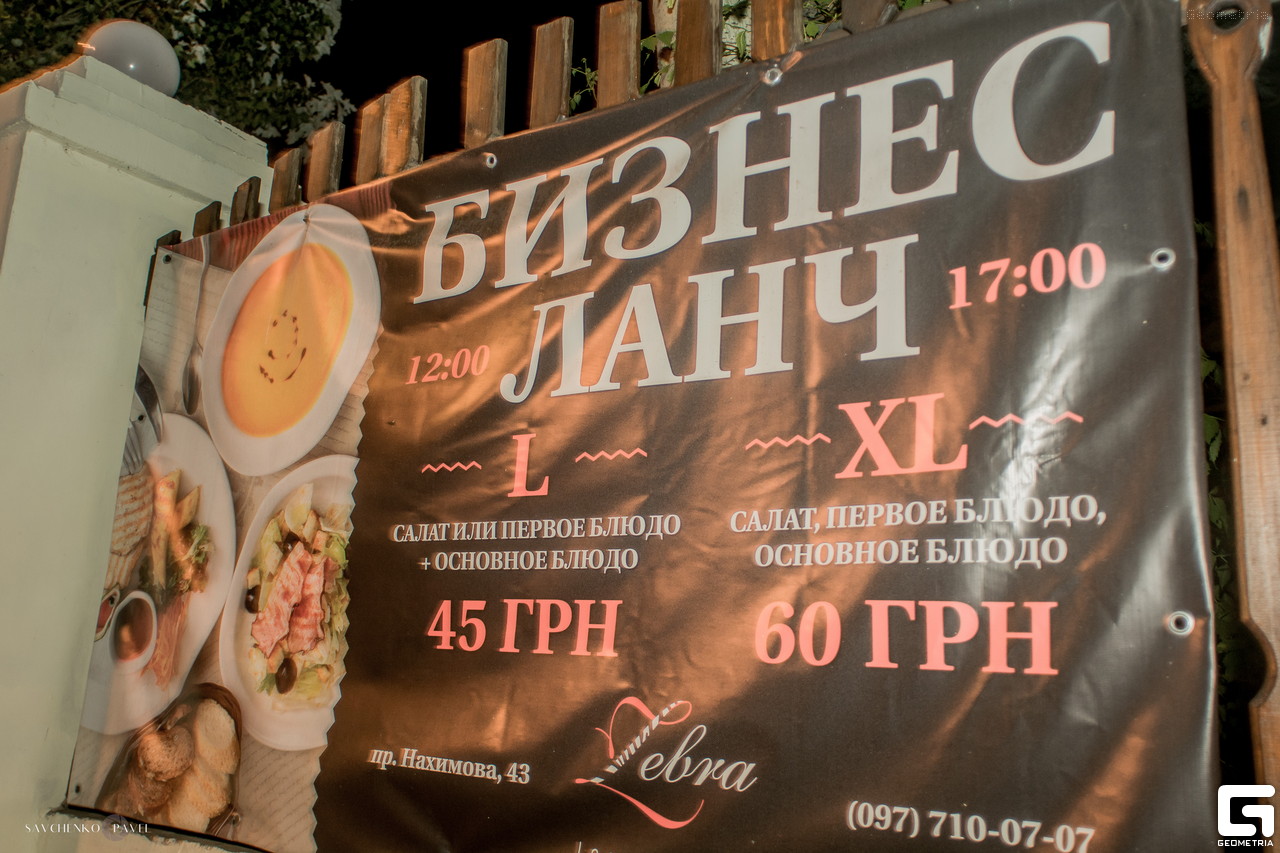 Geometria
БИЗНЕС
ЛАНЧ
12:00
17:00
L
САЛАТ ИЛИ ПЕРВОЕ БЛЮДО
+ ОСНОВНОЕ БЛЮДО
45 ГРН
XL
САЛАТ, ПЕРВОЕ БЛЮДО,
ОСНОВНОЕ БЛЮДО
60 ГРН
пр. Нахимова, 43
Zebra
(097) 710-07-07
SAVCHENKO PAVEL
GEOMETRIA